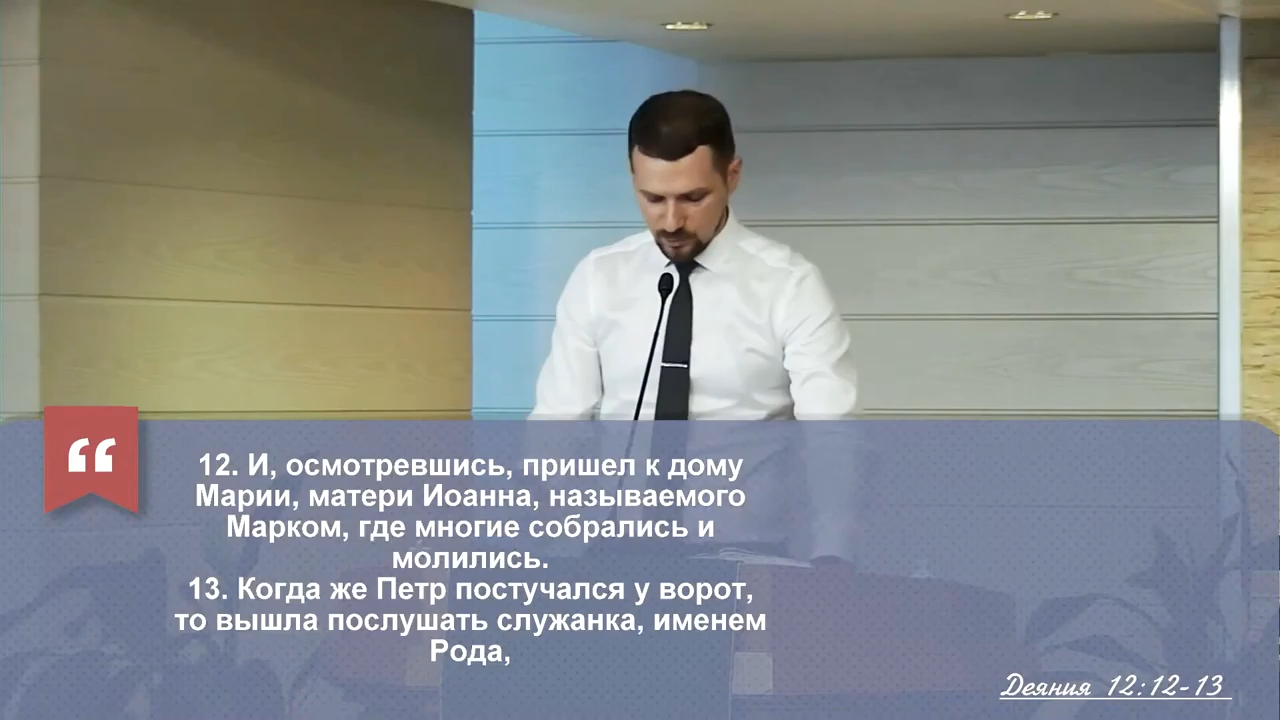 12. И, осмотревшись, пришел к дому
Марии, матери Иоанна, называемого
Марком, где многие собрались и
молились.
13. Когда же Петр постучался у ворот,
то вышла послушать служанка, именем
Рода,
Деяния 12:12-13